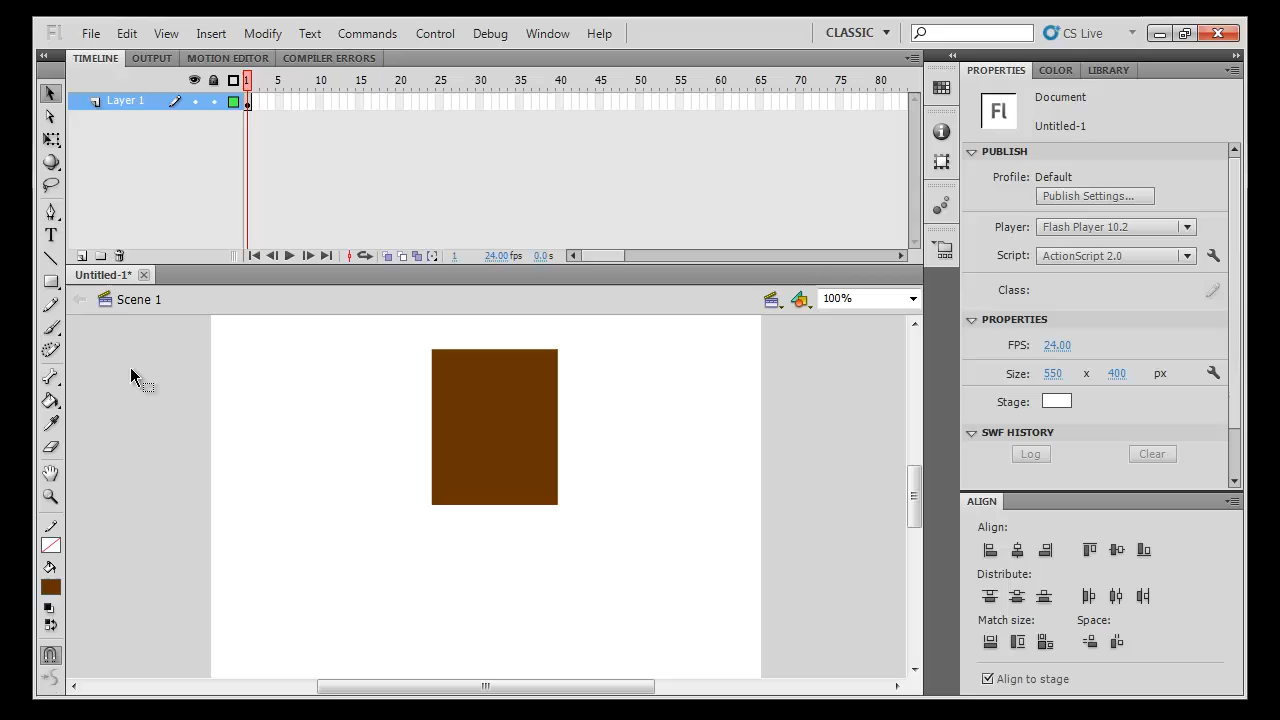 Fl File Edit View Insert Modify Text Commands Control Debug Window Help CLASSIC CS Live
TIMELINE OUTPUT MOTION EDITOR COMPILER ERRORS
1 5 10 15 20 25 30 35 40 45 50 55 60 65 70 75 80
Layer 1
1 24.00 fps 0.0 s
Untitled-1*
Scene 1 100%
PROPERTIES COLOR LIBRARY
Fl
Document
Untitled-1
PUBLISH
Profile: Default
Publish Settings...
Player: Flash Player 10.2
Script: ActionScript 2.0
Class:
PROPERTIES
FPS: 24.00
Size: 550 x 400 px
Stage:
SWF HISTORY
Log Clear
ALIGN
Align:
Distribute:
Match size: Space:
Align to stage